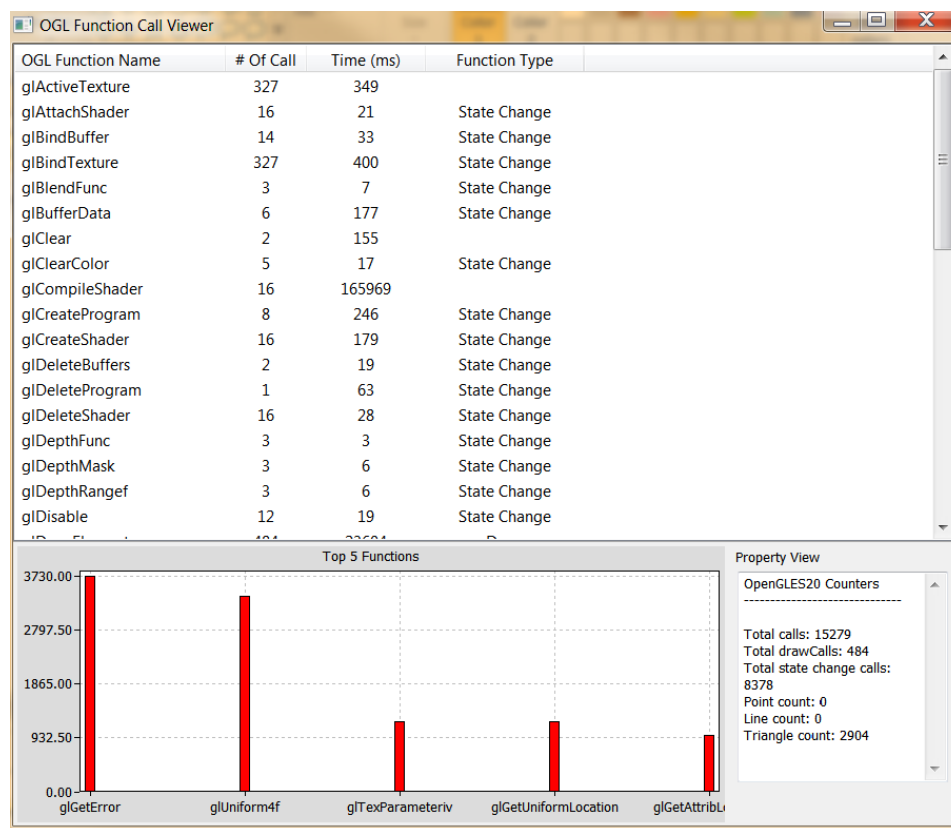 OGL Function Call Viewer
OGL Function Name # Of Call Time (ms) Function Type
glActiveTexture 327 349
glAttachShader 16 21 State Change
glBindBuffer 14 33 State Change
glBindTexture 327 400 State Change
glBlendFunc 3 7 State Change
glBufferData 6 177 State Change
glClear 2 155
glClearColor 5 17 State Change
glCompileShader 16 165969
glCreateProgram 8 246 State Change
glCreateShader 16 179 State Change
glDeleteBuffers 2 19 State Change
glDeleteProgram 1 63 State Change
glDeleteShader 16 28 State Change
glDepthFunc 3 3 State Change
glDepthMask 3 6 State Change
glDepthRangef 3 6 State Change
glDisable 12 19 State Change
Top 5 Functions
3730.00
2797.50
1865.00
932.50
0.00
glGetError glUniform4f glTexParameteriv glGetUniformLocation glGetAttribL
Property View
OpenGLES20 Counters
------------------------------
Total calls: 15279
Total drawCalls: 484
Total state change calls:
8378
Point count: 0
Line count: 0
Triangle count: 2904